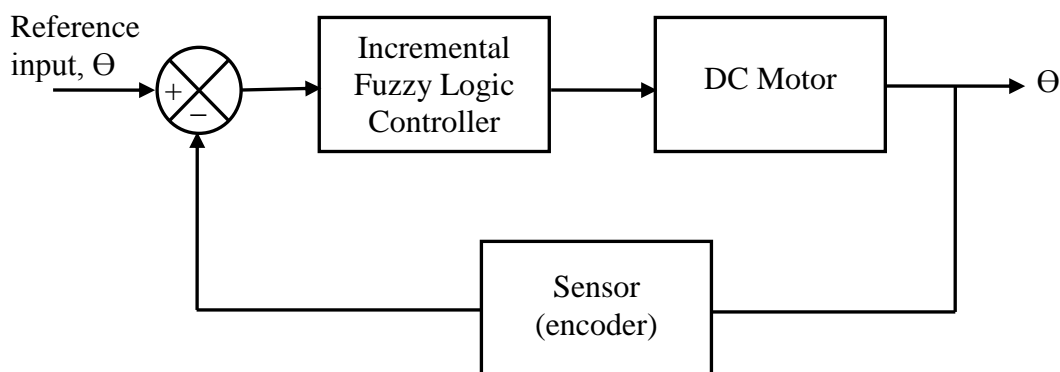 Reference
input, ϴ
+
−
Incremental
Fuzzy Logic
Controller
DC Motor
ϴ
Sensor
(encoder)